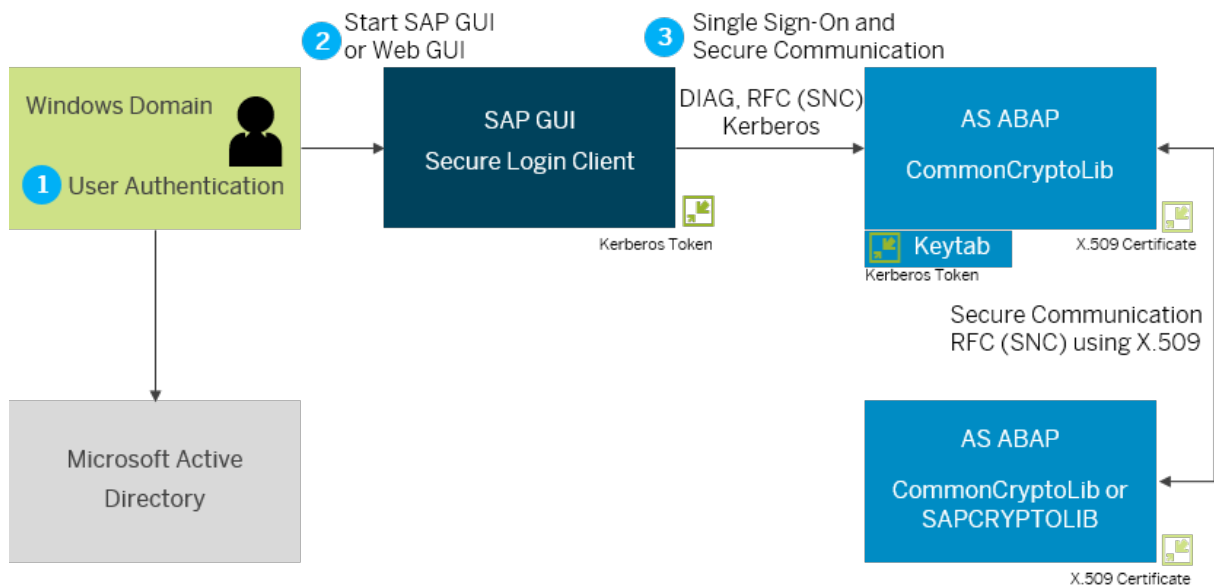 2
Start SAP GUI
or Web GUI
3
Single Sign-On and
Secure Communication
Windows Domain
1
User Authentication
SAP GUI
Secure Login Client
Kerberos Token
DIAG, RFC (SNC)
Kerberos
AS ABAP
CommonCryptoLib
Keytab
Kerberos Token
X.509 Certificate
Secure Communication
RFC (SNC) using X.509
Microsoft Active
Directory
AS ABAP
CommonCryptoLib or
SAPCRYPTOLIB
X.509 Certificate